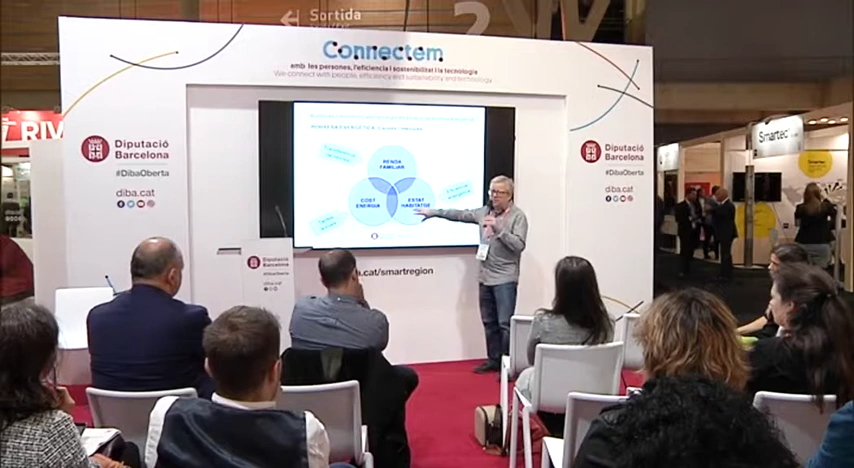 Sortida
Connectem
amb les persones, l'eficiència i sostenibilitat i la tecnologia
We connect with people, efficiency and sustainability and technology
RIV
Diputació
Barcelona
#DibaOberta
diba.cat
RENDA
FAMILIAR
COST
ENERGIA
ESTAT
HABITATGE
Diputació
Barcelona
#DibaOberta
diba.cat
Diputació
Barcelona
#DibaOberta
diba.cat
diba.cat/smartregion
Smartec